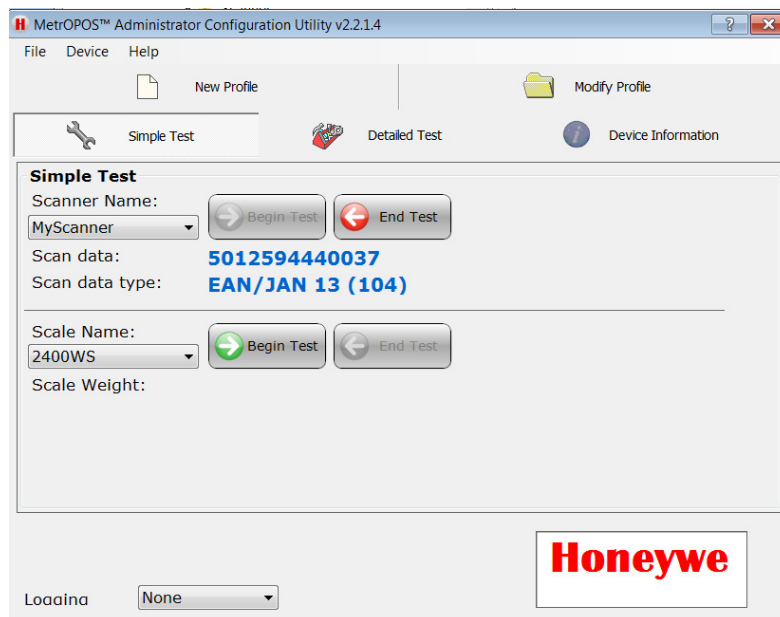 MetrOPOS™ Administrator Configuration Utility v2.2.1.4
File Device Help
New Profile Modify Profile
Simple Test Detailed Test Device Information
Simple Test
Scanner Name:
MyScanner Begin Test End Test
Scan data: 5012594440037
Scan data type: EAN/JAN 13 (104)
Scale Name:
2400WS Begin Test End Test
Scale Weight:
Honeywe
Logging None